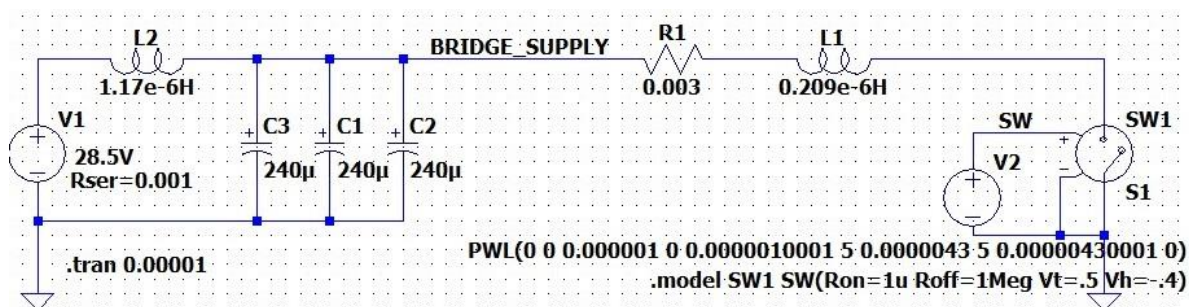 L2
1.17e-6H
BRIDGE_SUPPLY
R1
0.003
L1
0.209e-6H
V1
28.5V
Rser=0.001
+ C3
240µ
+ C1
240µ
+ C2
240µ
SW
V2
SW1
S1
PWL(0 0 0.000001 0 0.0000010001 5 0.0000043 5 0.00000430001 0)
.tran 0.00001
.model SW1 SW(Ron=1u Roff=1Meg Vt=.5 Vh=-.4)